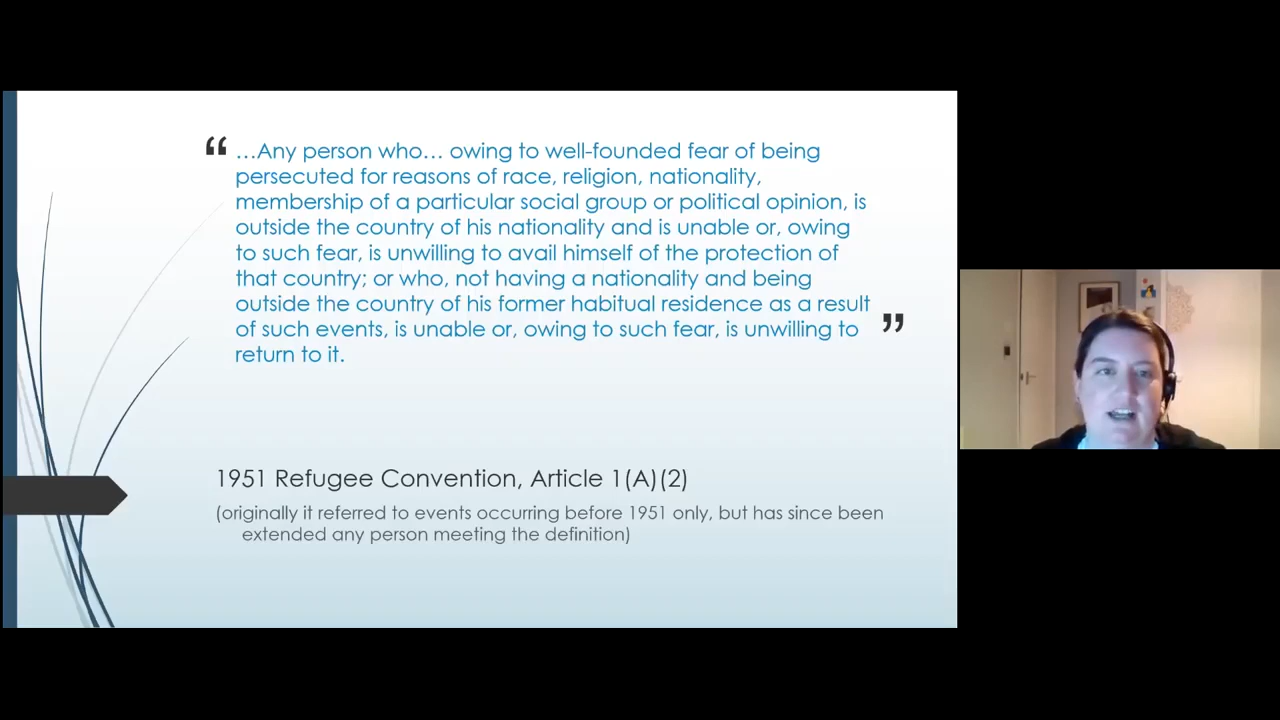 “ …Any person who… owing to well-founded fear of being
persecuted for reasons of race, religion, nationality,
membership of a particular social group or political opinion, is
outside the country of his nationality and is unable or, owing
to such fear, is unwilling to avail himself of the protection of
that country; or who, not having a nationality and being
outside the country of his former habitual residence as a result
of such events, is unable or, owing to such fear, is unwilling to ”
return to it.
1951 Refugee Convention, Article 1(A)(2)
(originally it referred to events occurring before 1951 only, but has since been
extended any person meeting the definition)